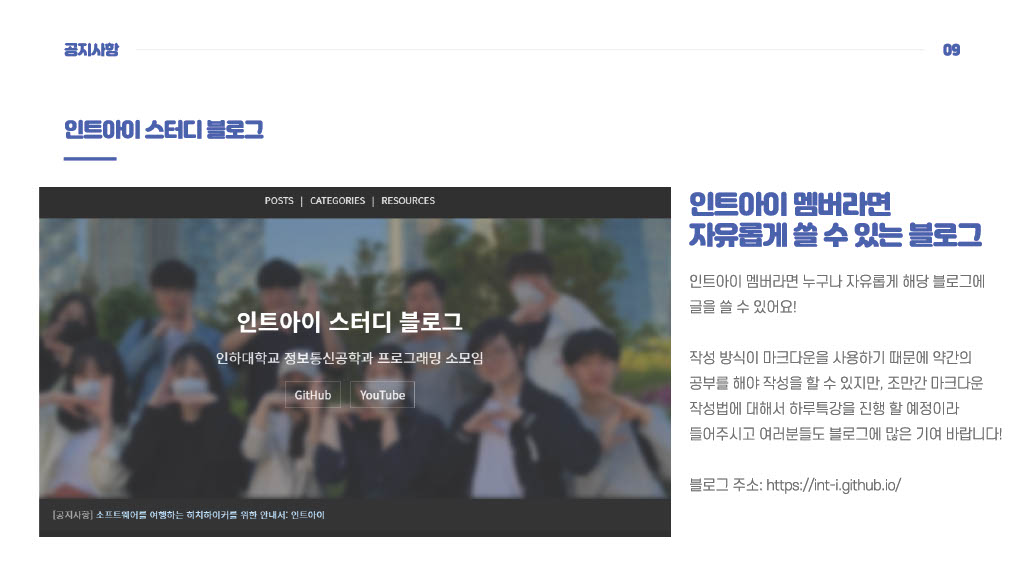 공지사항
09
인트아이 스터디 블로그
POSTS | CATEGORIES | RESOURCES
인트아이 스터디 블로그
인하대학교 정보통신공학과 프로그래밍 소모임
GitHub
YouTube
[공지사항] 소프트웨어를 여행하는 히치하이커를 위한 안내서: 인트아이
인트아이 멤버라면
자유롭게 쓸 수 있는 블로그
인트아이 멤버라면 누구나 자유롭게 해당 블로그에
글을 쓸 수 있어요!
작성 방식이 마크다운을 사용하기 때문에 약간의
공부를 해야 작성을 할 수 있지만, 조만간 마크다운
작성법에 대해서 하루특강을 진행 할 예정이라
들어주시고 여러분들도 블로그에 많은 기여 바랍니다!
블로그 주소: https://int-i.github.io/